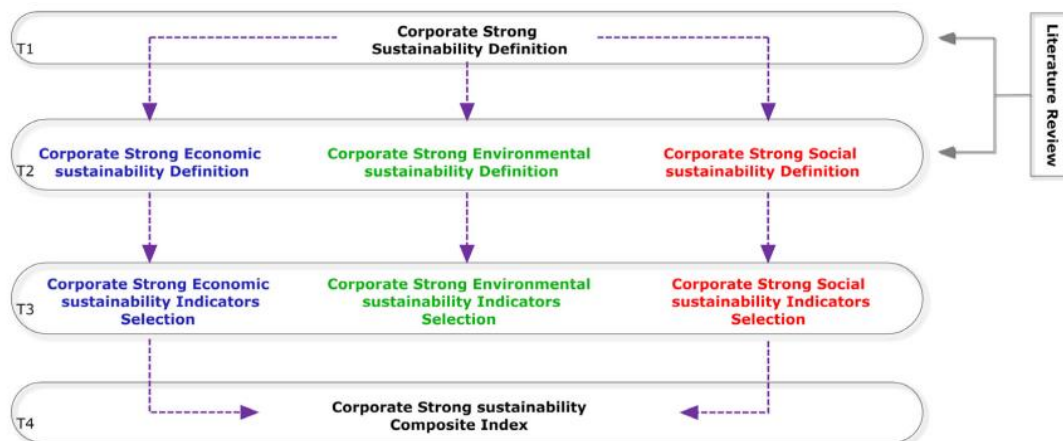 Corporate Strong
Sustainability Definition
T1
Literature Review
Corporate Strong Economic
sustainability Definition
Corporate Strong Environmental
sustainability Definition
Corporate Strong Social
sustainability Definition
T2
Corporate Strong Economic
sustainability Indicators
Selection
Corporate Strong Environmental
sustainability Indicators
Selection
Corporate Strong Social
sustainability Indicators
Selection
T3
Corporate Strong sustainability
Composite Index
T4